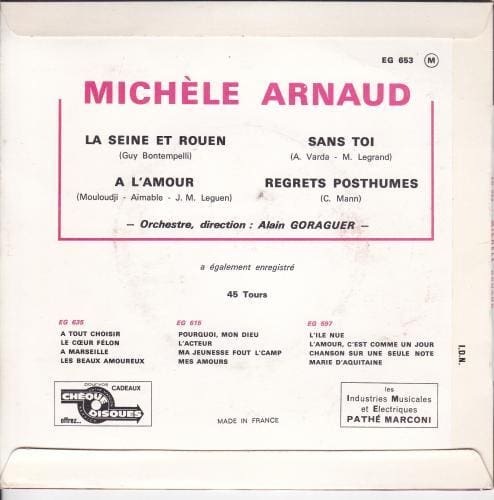 EG 653 M
MICHÈLE ARNAUD
LA SEINE ET ROUEN
(Guy Bontempelli)
SANS TOI
(A. Varda - M. Legrand)
A L'AMOUR
(Mouloudji - Aimable - J. M. Leguen)
REGRETS POSTHUMES
(C. Mann)
— Orchestre, direction : Alain GORAGUER —
a également enregistré
45 Tours
EG 635
A TOUT CHOISIR
LE CŒUR FÉLON
A MARSEILLE
LES BEAUX AMOUREUX
EG 615
POURQUOI, MON DIEU
L'ACTEUR
MA JEUNESSE FOUT L'CAMP
MES AMOURS
EG 597
L'ILE NUE
L'AMOUR, C'EST COMME UN JOUR
CHANSON SUR UNE SEULE NOTE
MARIE D'AQUITAINE
I.D.N.
pour vos CADEAUX
CHÈQUE DISQUES
offrez...
MADE IN FRANCE
les
Industries Musicales
et Electriques
PATHÉ MARCONI